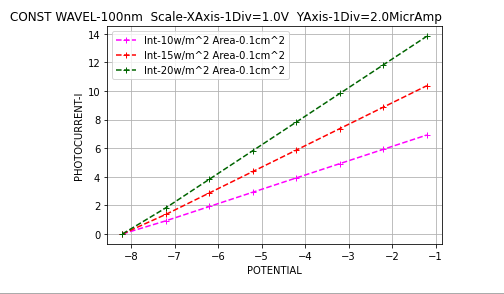 CONST WAVEL-100nm Scale-XAxis-1Div=1.0V YAxis-1Div=2.0MicrAmp
14
12
10
8
6
4
2
0
PHOTOCURRENT-I
Int-10w/m^2 Area-0.1cm^2
Int-15w/m^2 Area-0.1cm^2
Int-20w/m^2 Area-0.1cm^2
−8 −7 −6 −5 −4 −3 −2 −1
POTENTIAL